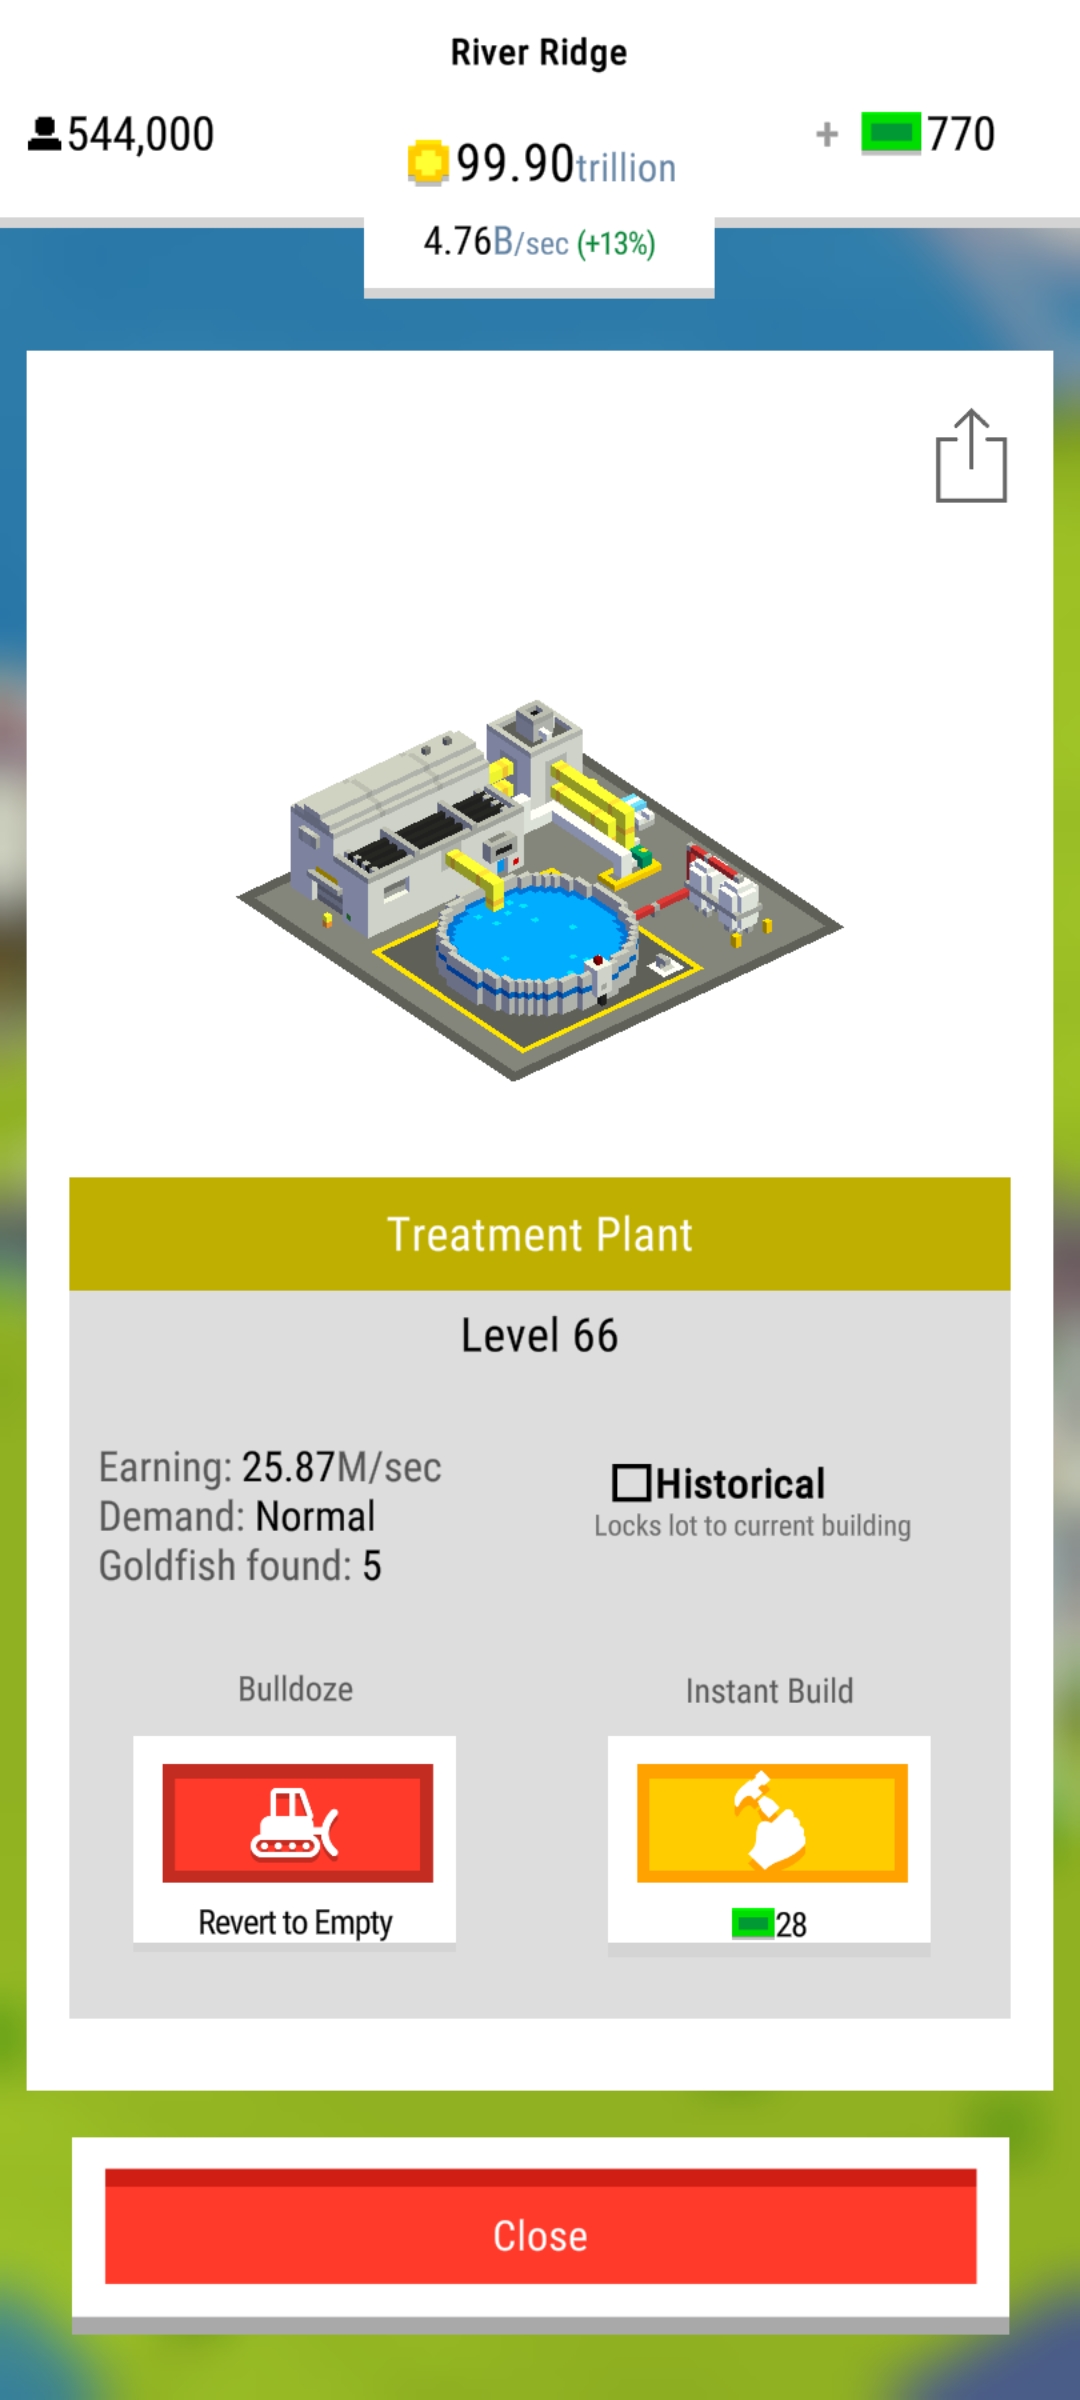 River Ridge
544,000
99.90trillion
+ 770
4.76B/sec (+13%)
Treatment Plant
Level 66
Earning: 25.87M/sec
Demand: Normal
Goldfish found: 5
Historical
Locks lot to current building
Bulldoze
Instant Build
Revert to Empty
28
Close